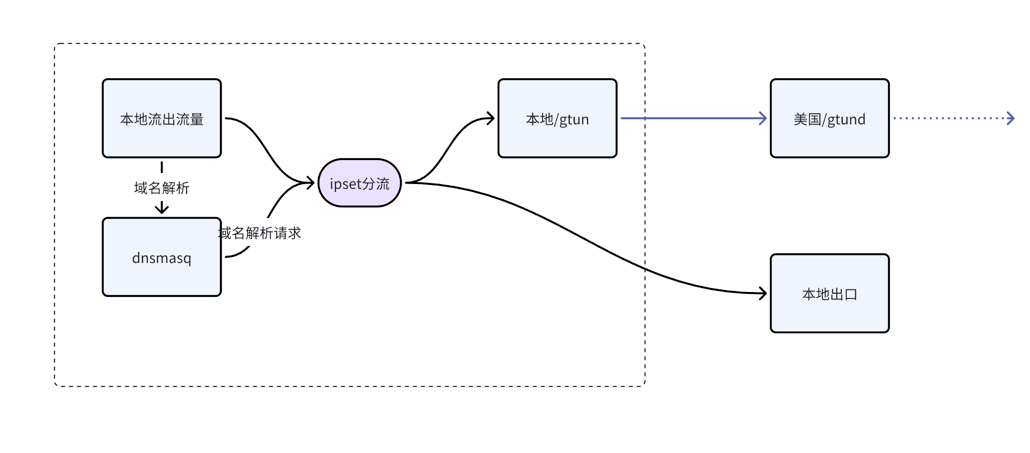 本地流出流量
本地/gtun
美国/gtund
域名解析
ipset分流
域名解析请求
dnsmasq
本地出口